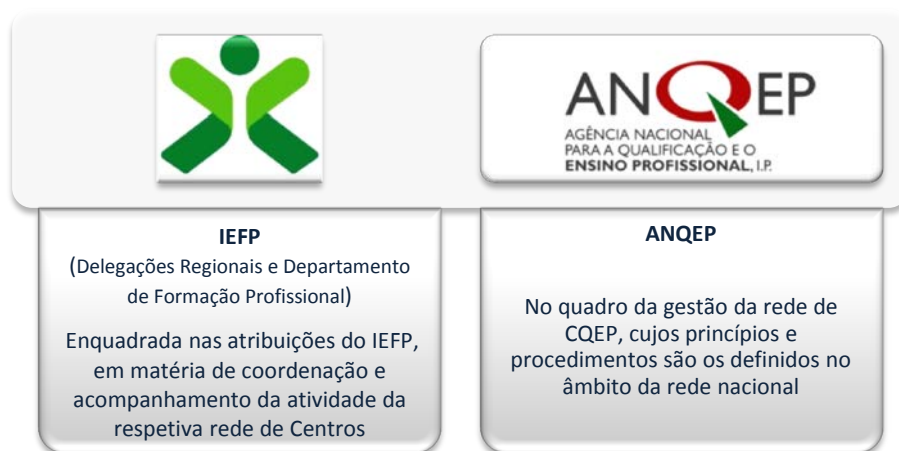 ANQEP
AGÊNCIA NACIONAL
PARA A QUALIFICAÇÃO E O
ENSINO PROFISSIONAL, I.P.
IEFP
(Delegações Regionais e Departamento
de Formação Profissional)
Enquadrada nas atribuições do IEFP,
em matéria de coordenação e
acompanhamento da atividade da
respetiva rede de Centros
ANQEP
No quadro da gestão da rede de
CQEP, cujos princípios e
procedimentos são os definidos no
âmbito da rede nacional